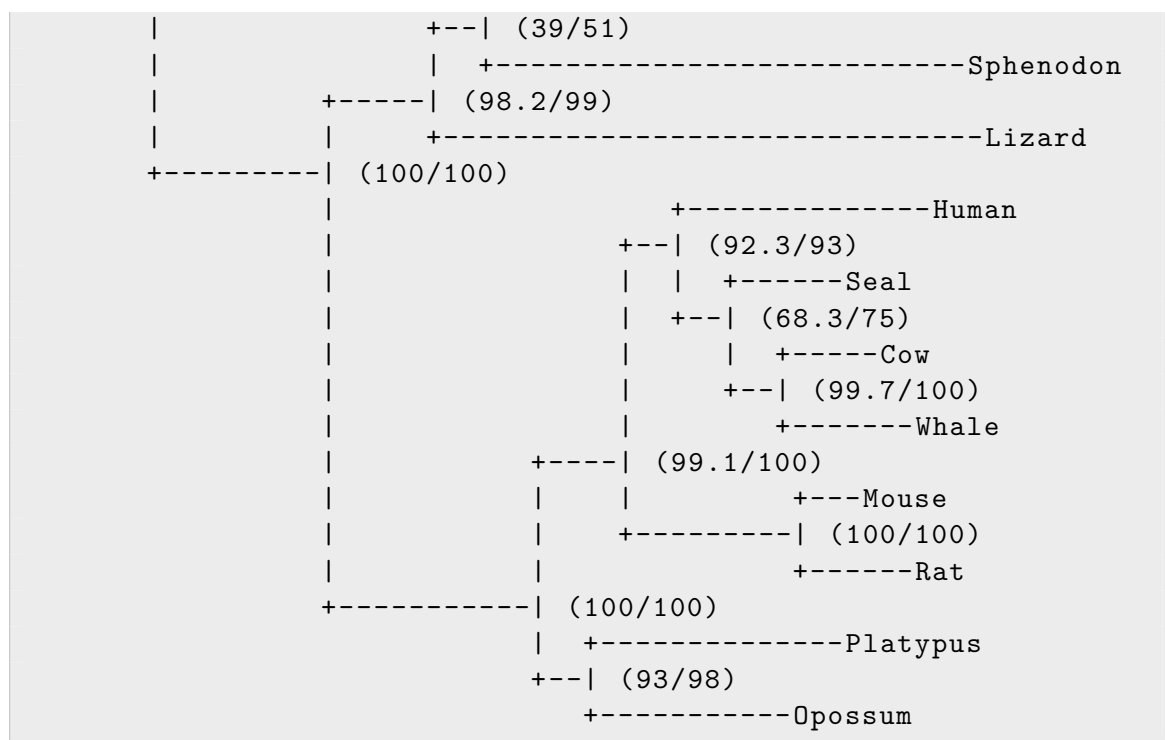 |               +--| (39/51)
|               |  +---------------------------Sphenodon
|         +-----| (98.2/99)
|         |     +-------------------------------Lizard
+---------| (100/100)
          |                   +--------------Human
          |                +--| (92.3/93)
          |                |  |  +------Seal
          |                |  +--| (68.3/75)
          |                |     |  +-----Cow
          |                |     +--| (99.7/100)
          |                |        +-------Whale
          |           +----| (99.1/100)
          |           |    |         +---Mouse
          |           |    +---------| (100/100)
          |           |              +------Rat
          +-----------| (100/100)
                      |  +--------------Platypus
                      +--| (93/98)
                         +-----------Opossum